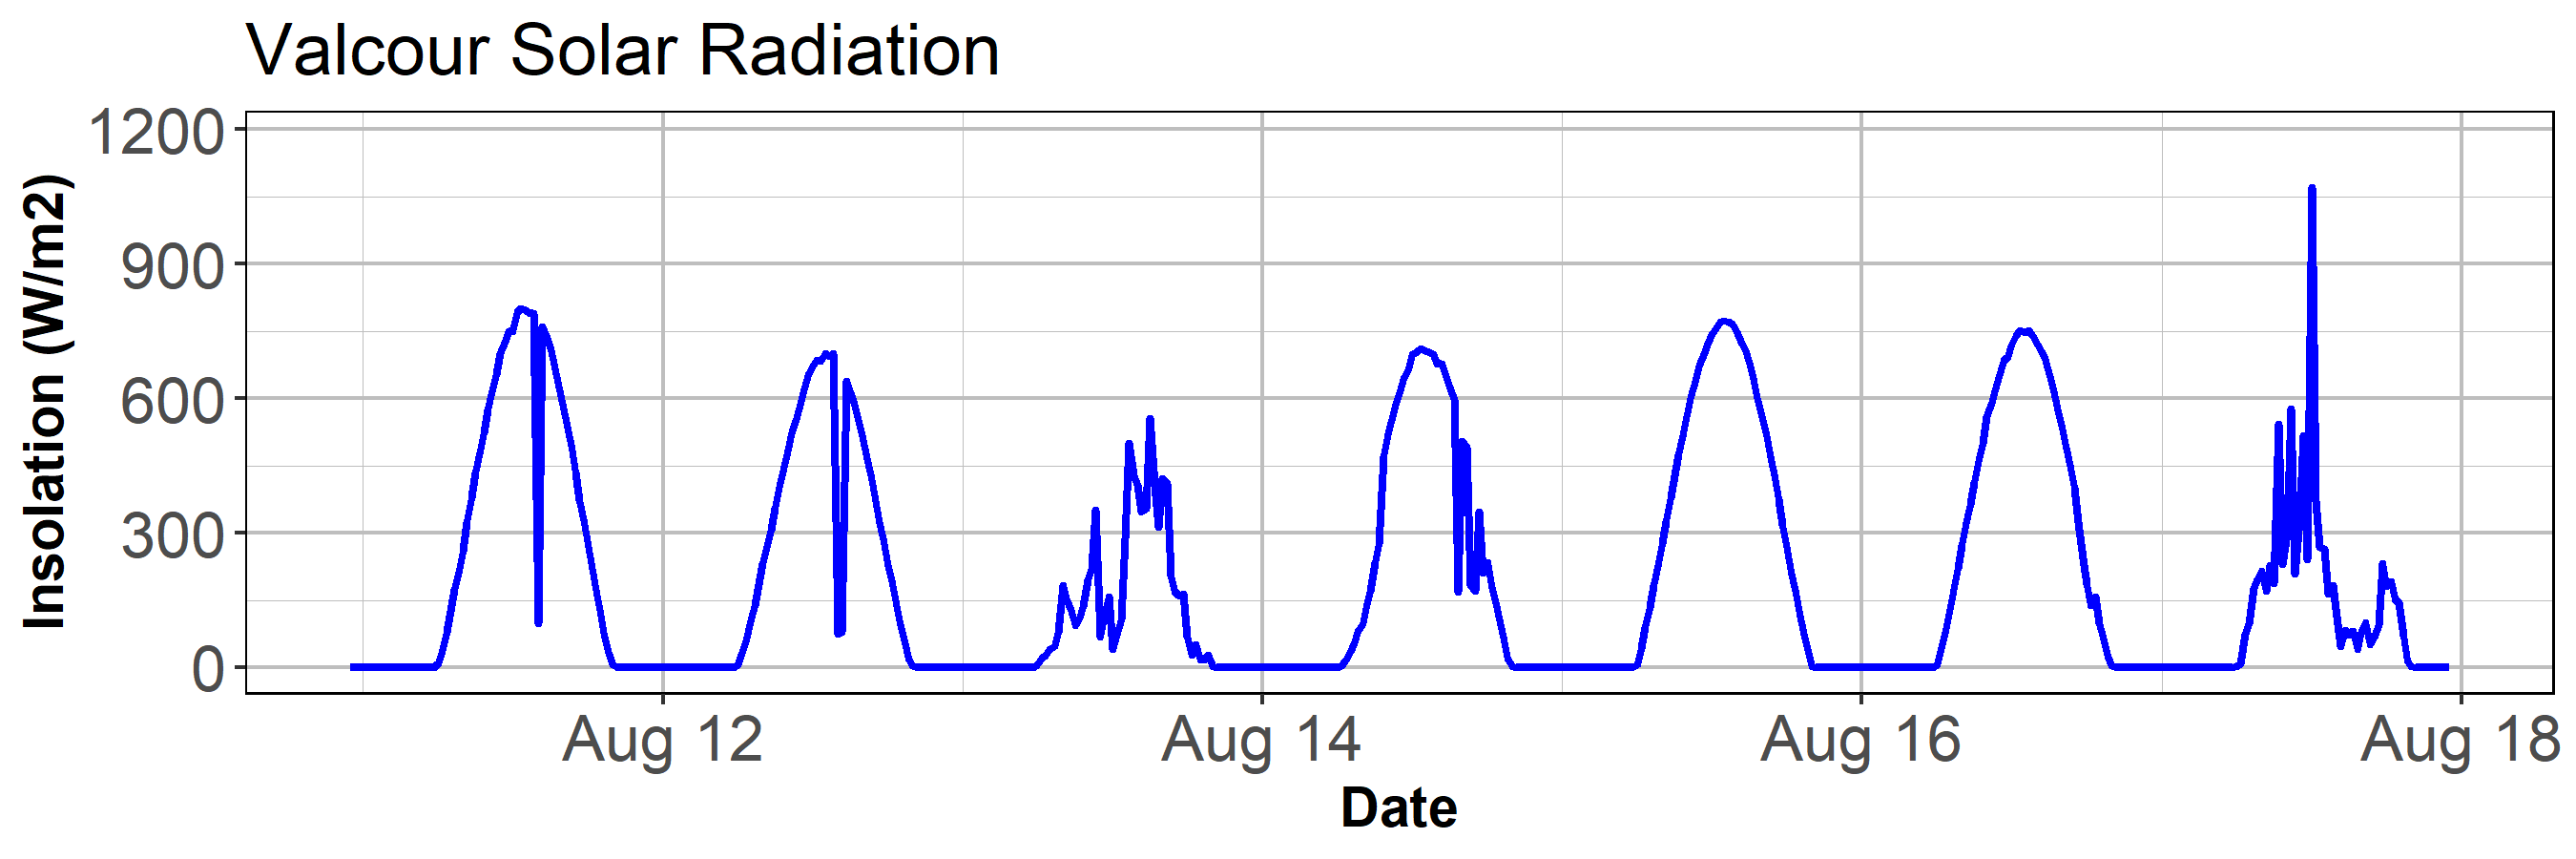 Valcour Solar Radiation
1200
900
600
300
0
Insolation (W/m2)
Aug 12 Aug 14 Aug 16 Aug 18
Date